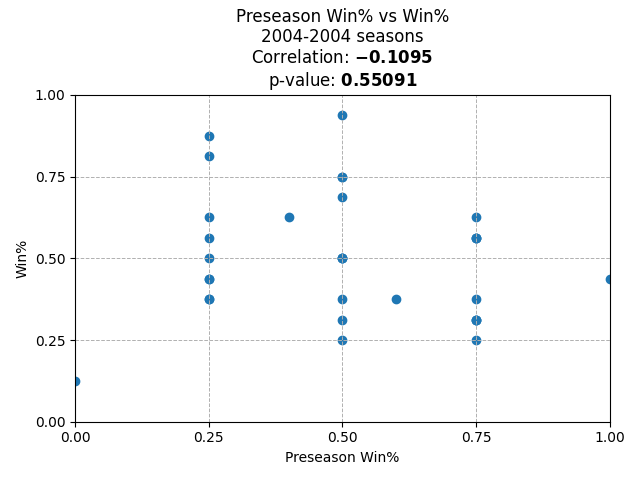 Preseason Win% vs Win%
2004-2004 seasons
Correlation: −0.1095
p-value: 0.55091
1.00
0.75
0.50
0.25
0.00
Win%
0.00 0.25 0.50 0.75 1.00
Preseason Win%